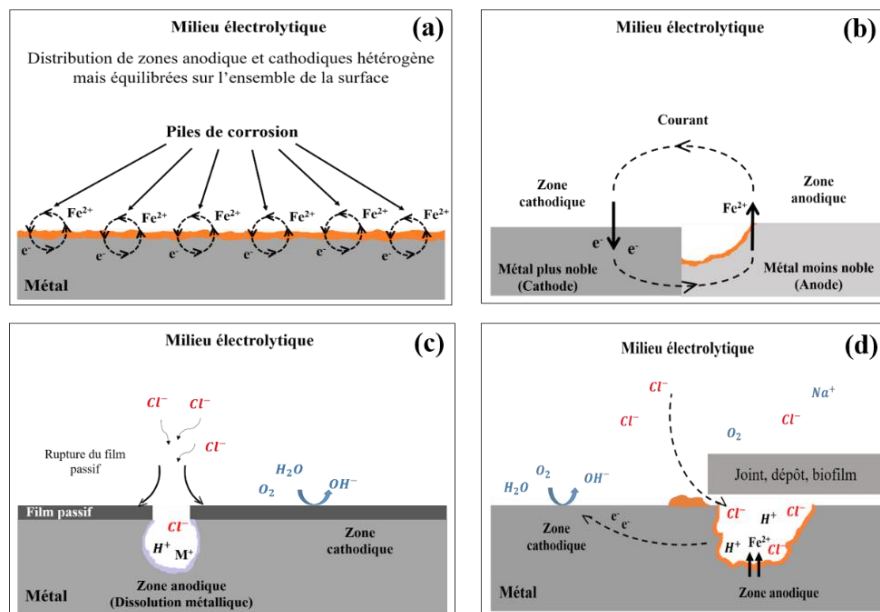 Milieu électrolytique
(a)
Distribution de zones anodique et cathodiques hétérogène
mais équilibrées sur l'ensemble de la surface
Piles de corrosion
Fe²⁺ Fe²⁺ Fe²⁺ Fe²⁺ Fe²⁺ Fe²⁺
e⁻ e⁻ e⁻ e⁻ e⁻ e⁻
Métal
Milieu électrolytique
(b)
Courant
Zone
cathodique
Zone
anodique
Fe²⁺
e⁻
e⁻
Métal plus noble
(Cathode)
Métal moins noble
(Anode)
Milieu électrolytique
(c)
Cl⁻
Cl⁻
Cl⁻
Rupture du film
passif
H₂O
O₂
OH⁻
Film passif
Cl⁻
H⁺
M⁺
Zone
cathodique
Zone anodique
(Dissolution métallique)
Métal
Milieu électrolytique
(d)
Cl⁻
Na⁺
Cl⁻
Cl⁻
O₂
Joint, dépôt, biofilm
O₂
H₂O
OH⁻
Cl⁻
Cl⁻
H⁺
e⁻
e⁻
Zone
cathodique
H⁺
Fe²⁺
Cl⁻
Métal
Zone anodique